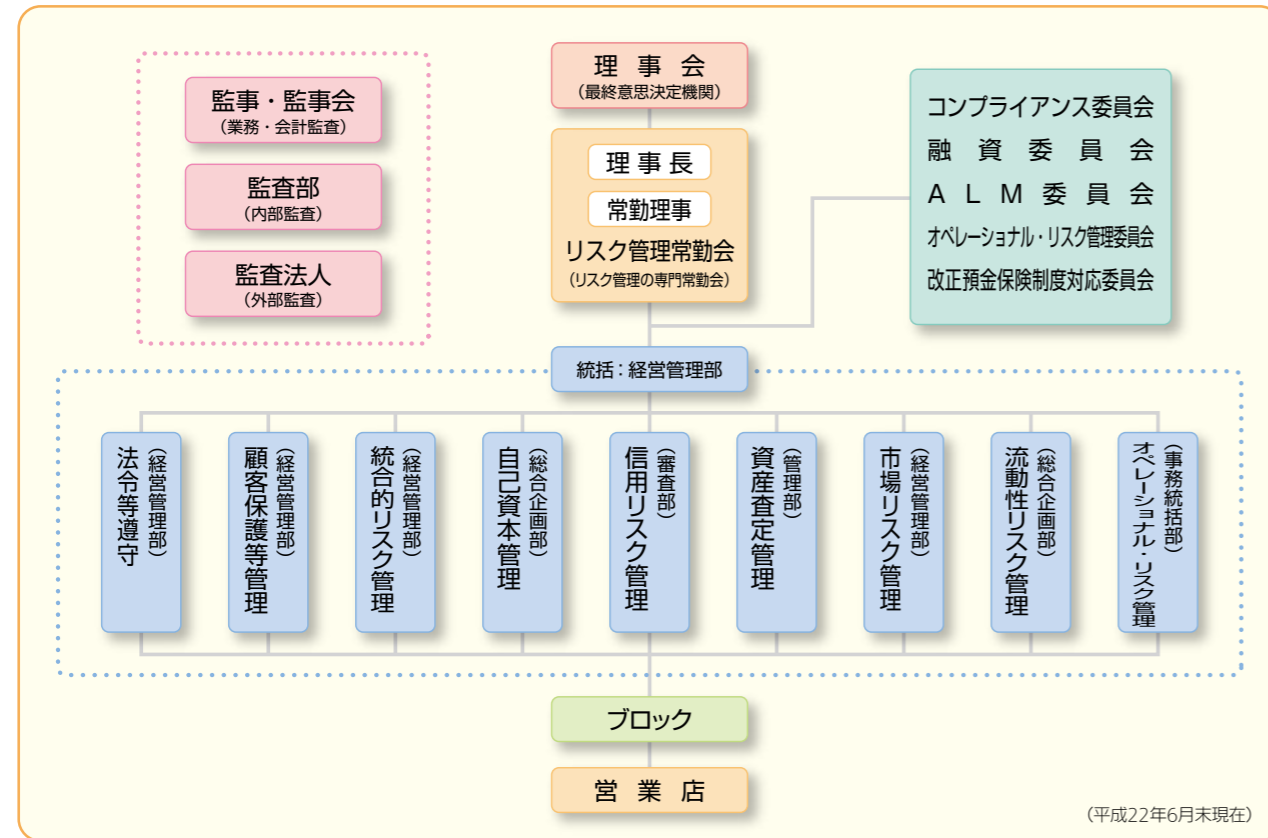 監事・監事会
(業務・会計監査)
監査部
(内部監査)
監査法人
(外部監査)
理事会
(最終意思決定機関)
理事長
常勤理事
リスク管理常勤会
(リスク管理の専門常勤会)
コンプライアンス委員会
融資委員会
ALM委員会
オペレーショナル・リスク管理委員会
改正預金保険制度対応委員会
統括：経営管理部
(経営管理部)
法令等遵守
(経営管理部)
顧客保護等管理
(経営管理部)
統合的リスク管理
(総合企画部)
自己資本管理
(審査部)
信用リスク管理
(管理部)
資産査定管理
(経営管理部)
市場リスク管理
(総合企画部)
流動性リスク管理
(事務統括部)
オペレーショナル・リスク管理
ブロック
営業店
(平成22年6月末現在)